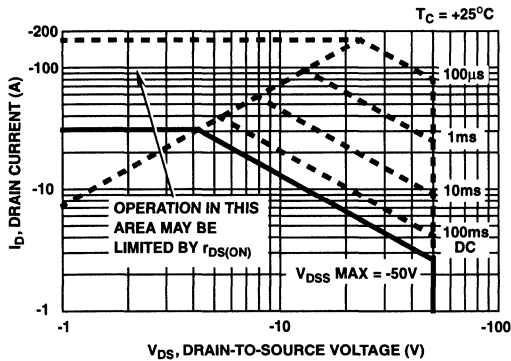 T_C = +25°C
-200
-100
-10
-1
I_D, DRAIN CURRENT (A)
100μs
1ms
10ms
100ms
DC
OPERATION IN THIS
AREA MAY BE
LIMITED BY r_DS(ON)
V_DSS MAX = -50V
-1
-10
-100
V_DS, DRAIN-TO-SOURCE VOLTAGE (V)